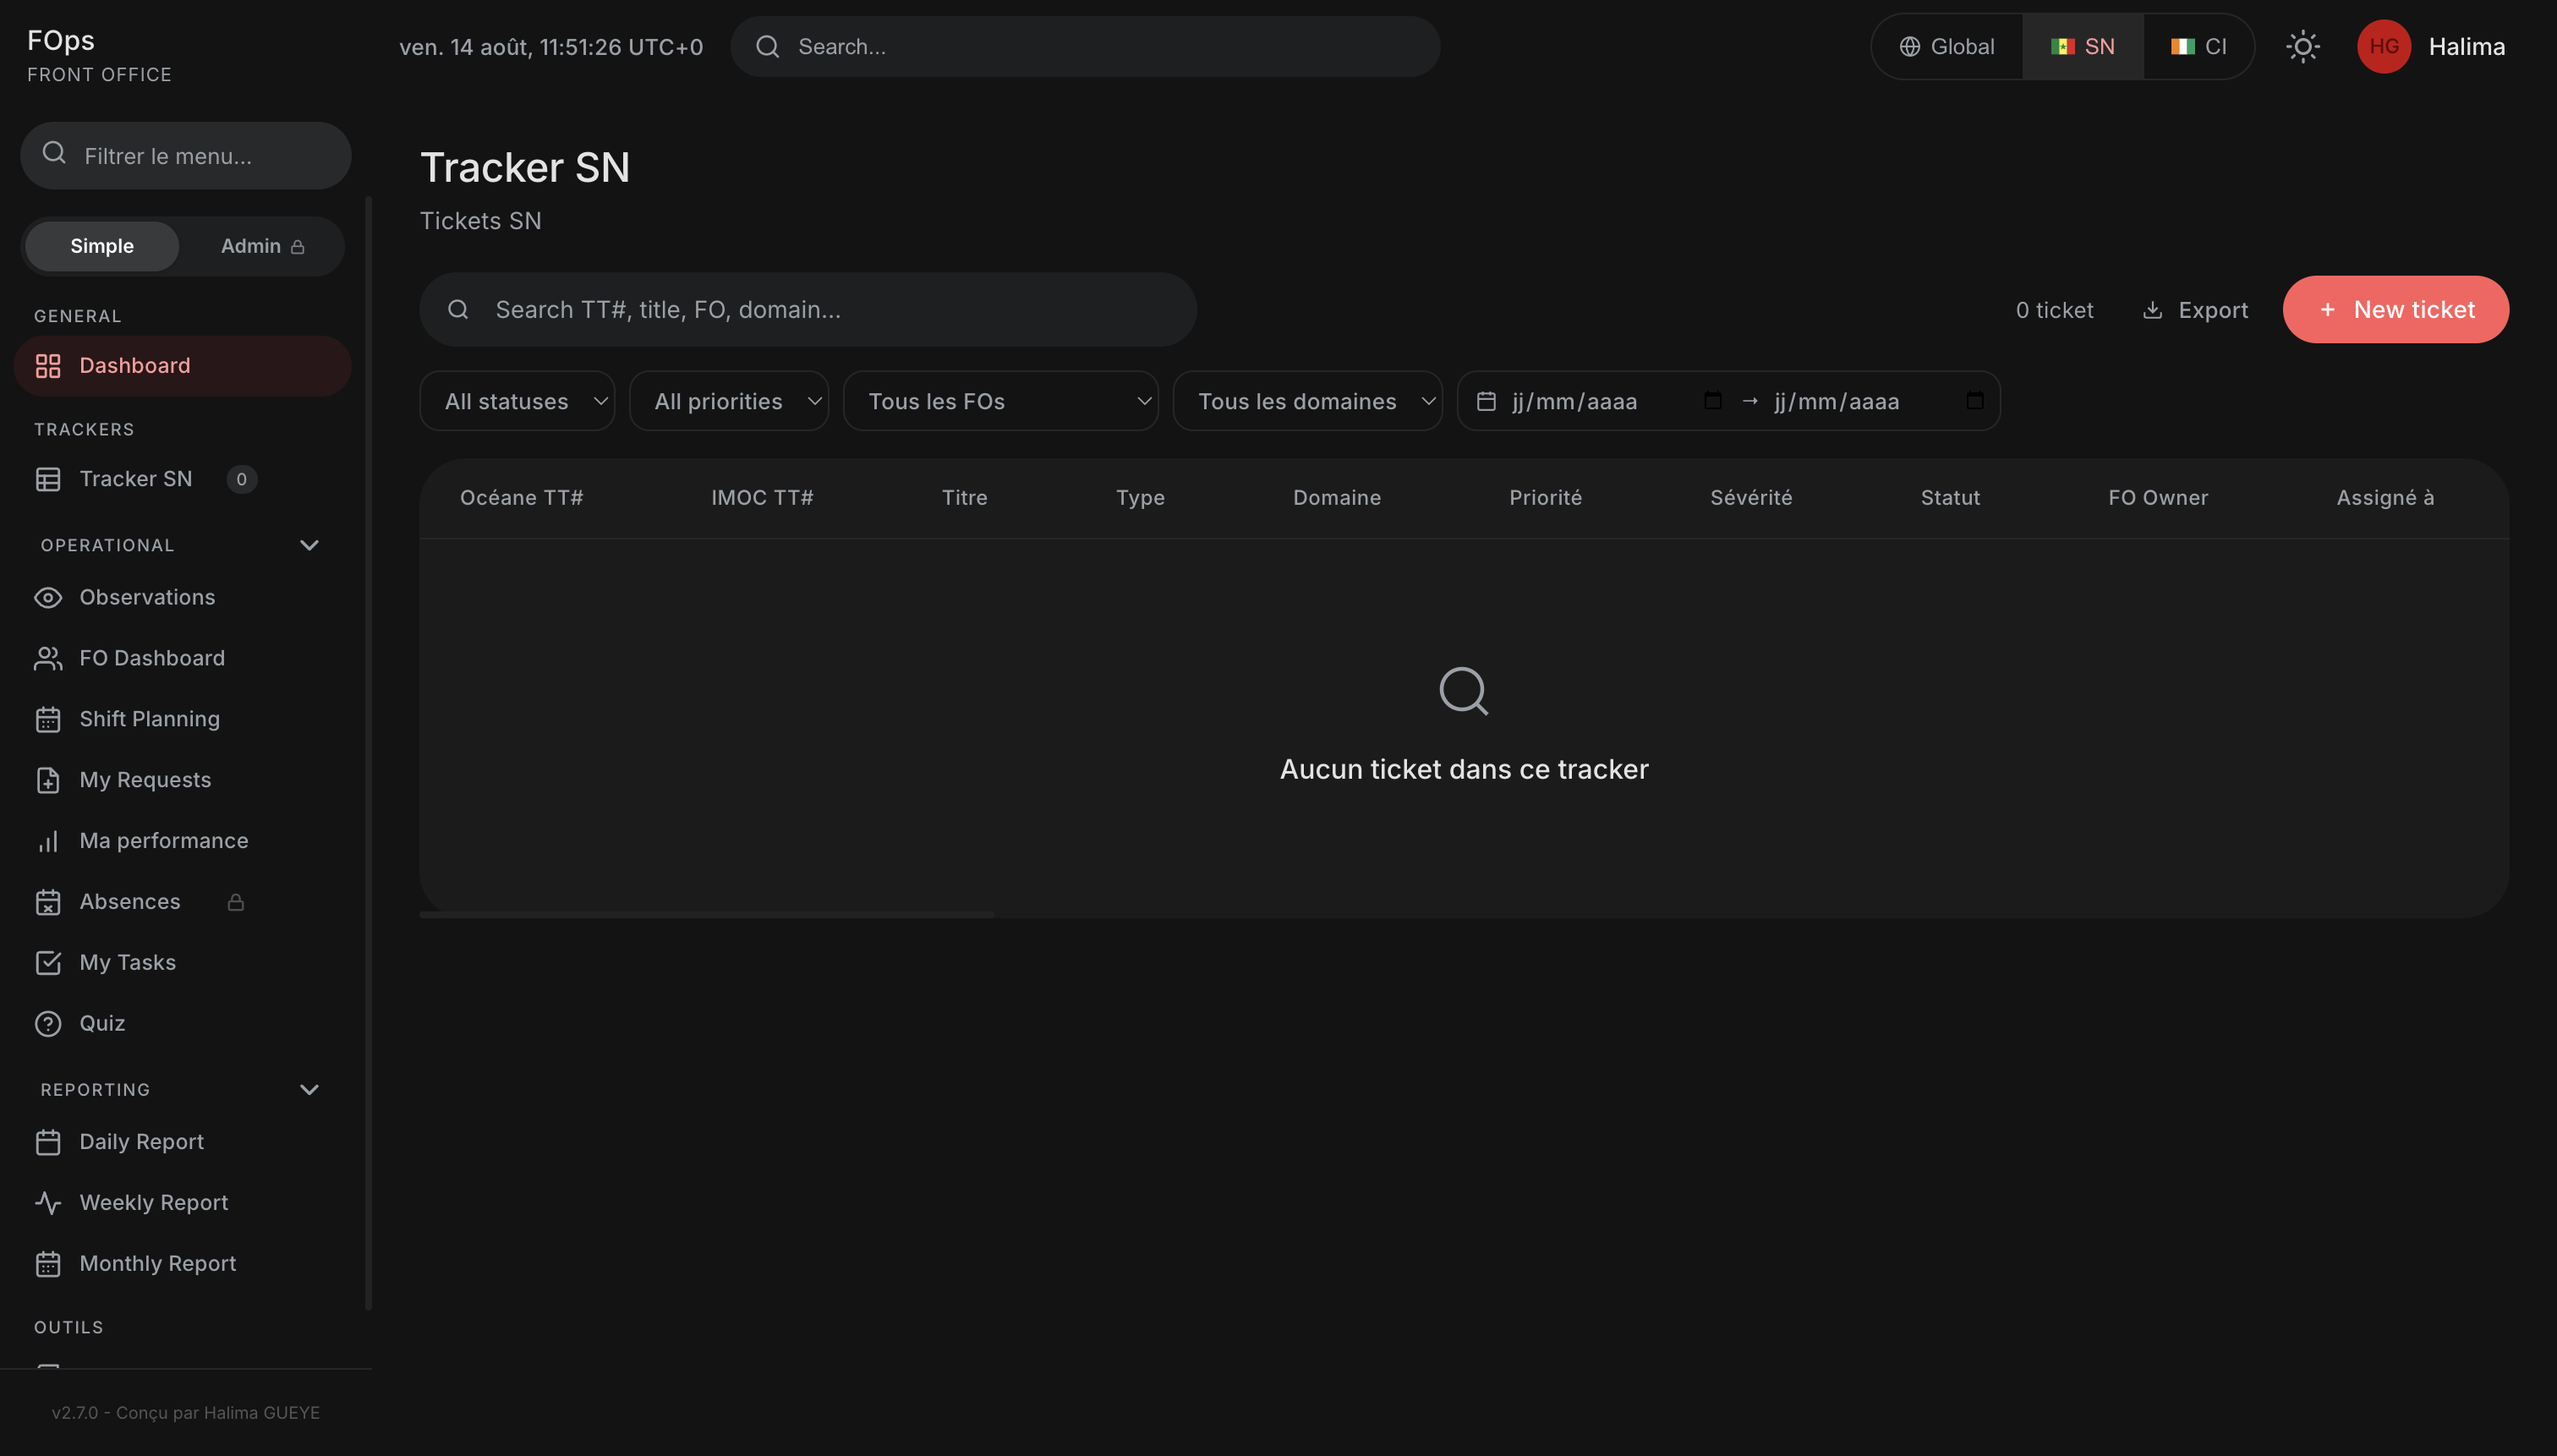 FOps
FRONT OFFICE
ven. 14 août, 11:51:26 UTC+0
Search...
Global
SN
CI
HG
Halima
Filtrer le menu...
Simple
Admin
GENERAL
Dashboard
TRACKERS
Tracker SN
0
OPERATIONAL
Observations
FO Dashboard
Shift Planning
My Requests
Ma performance
Absences
My Tasks
Quiz
REPORTING
Daily Report
Weekly Report
Monthly Report
OUTILS
v2.7.0 - Conçu par Halima GUEYE
Tracker SN
Tickets SN
Search TT#, title, FO, domain...
0 ticket
Export
+ New ticket
All statuses
All priorities
Tous les FOs
Tous les domaines
jj/mm/aaaa → jj/mm/aaaa
Océane TT# IMOC TT# Titre Type Domaine Priorité Sévérité Statut FO Owner Assigné à
Aucun ticket dans ce tracker